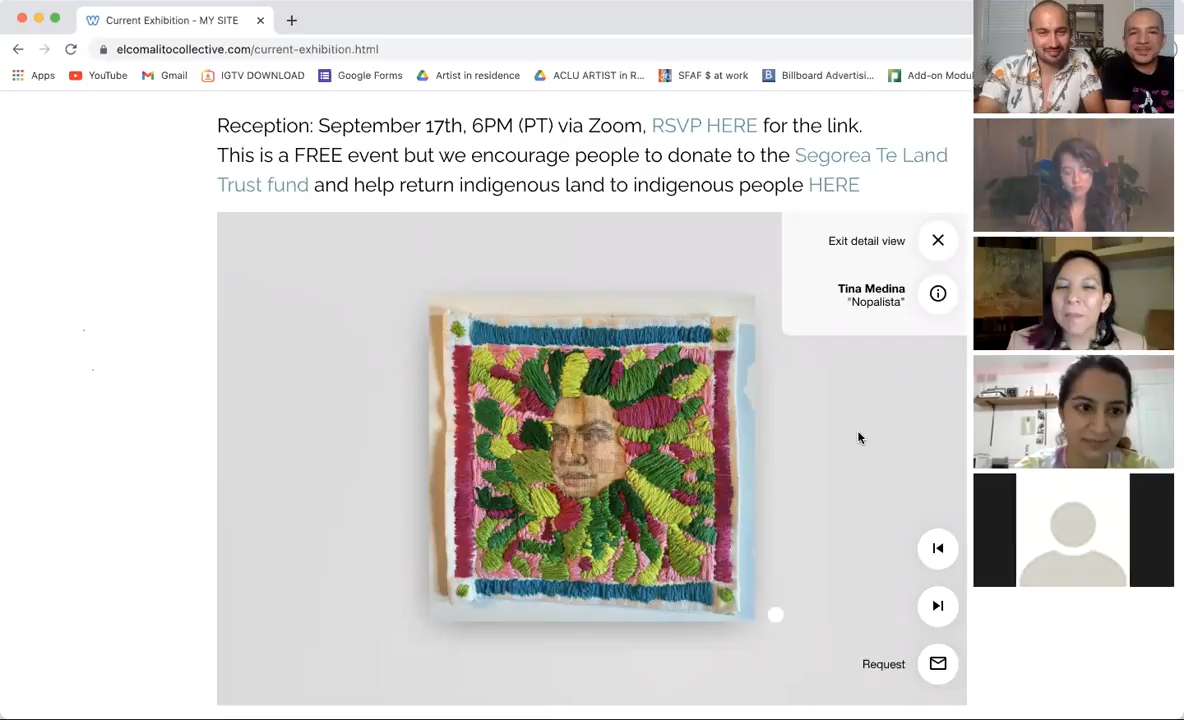 Current Exhibition - MY SITE
elcomalitocollective.com/current-exhibition.html
Apps YouTube Gmail IGTV DOWNLOAD Google Forms Artist in residence ACLU ARTIST in R... SFAF $ at work Billboard Advertisi... Add-on Modul
Reception: September 17th, 6PM (PT) via Zoom, RSVP HERE for the link.
This is a FREE event but we encourage people to donate to the Segorea Te Land
Trust fund and help return indigenous land to indigenous people HERE
Exit detail view
Tina Medina
"Nopalista"
Request